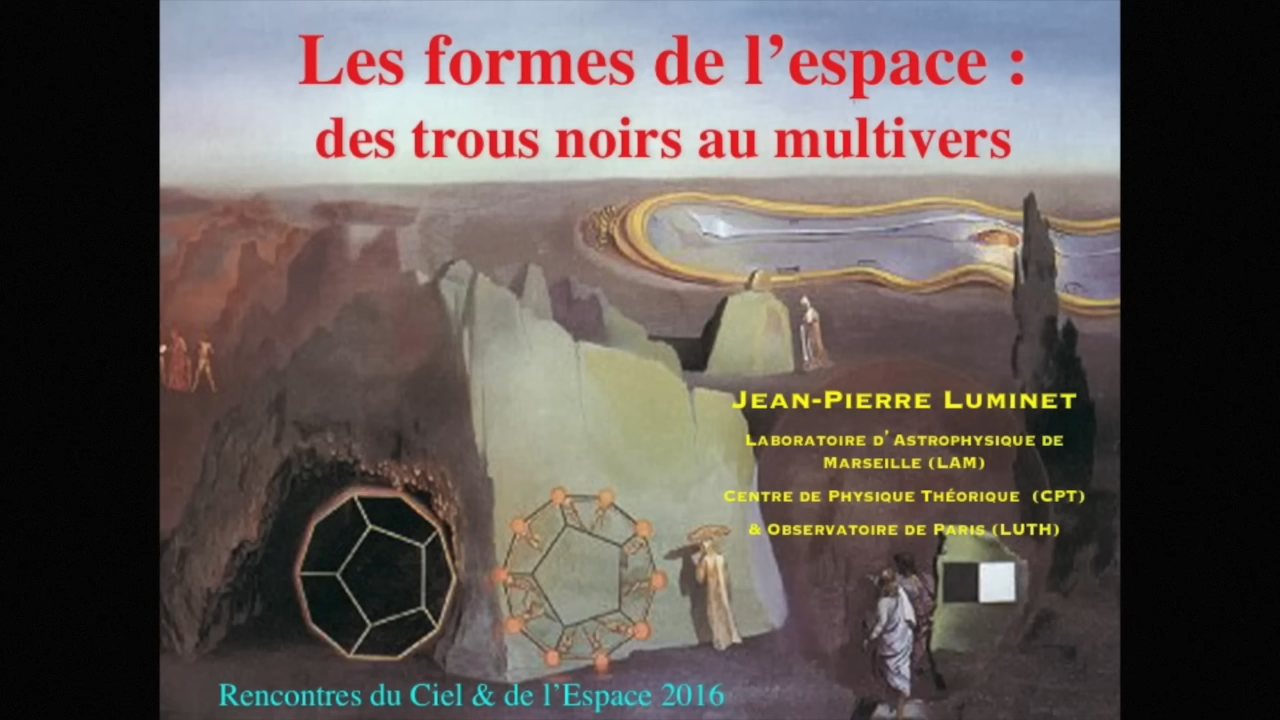 Les formes de l’espace :
des trous noirs au multivers
Jean-Pierre Luminet
Laboratoire d’Astrophysique de
Marseille (LAM)
Centre de Physique Théorique (CPT)
& Observatoire de Paris (LUTH)
Rencontres du Ciel & de l’Espace 2016